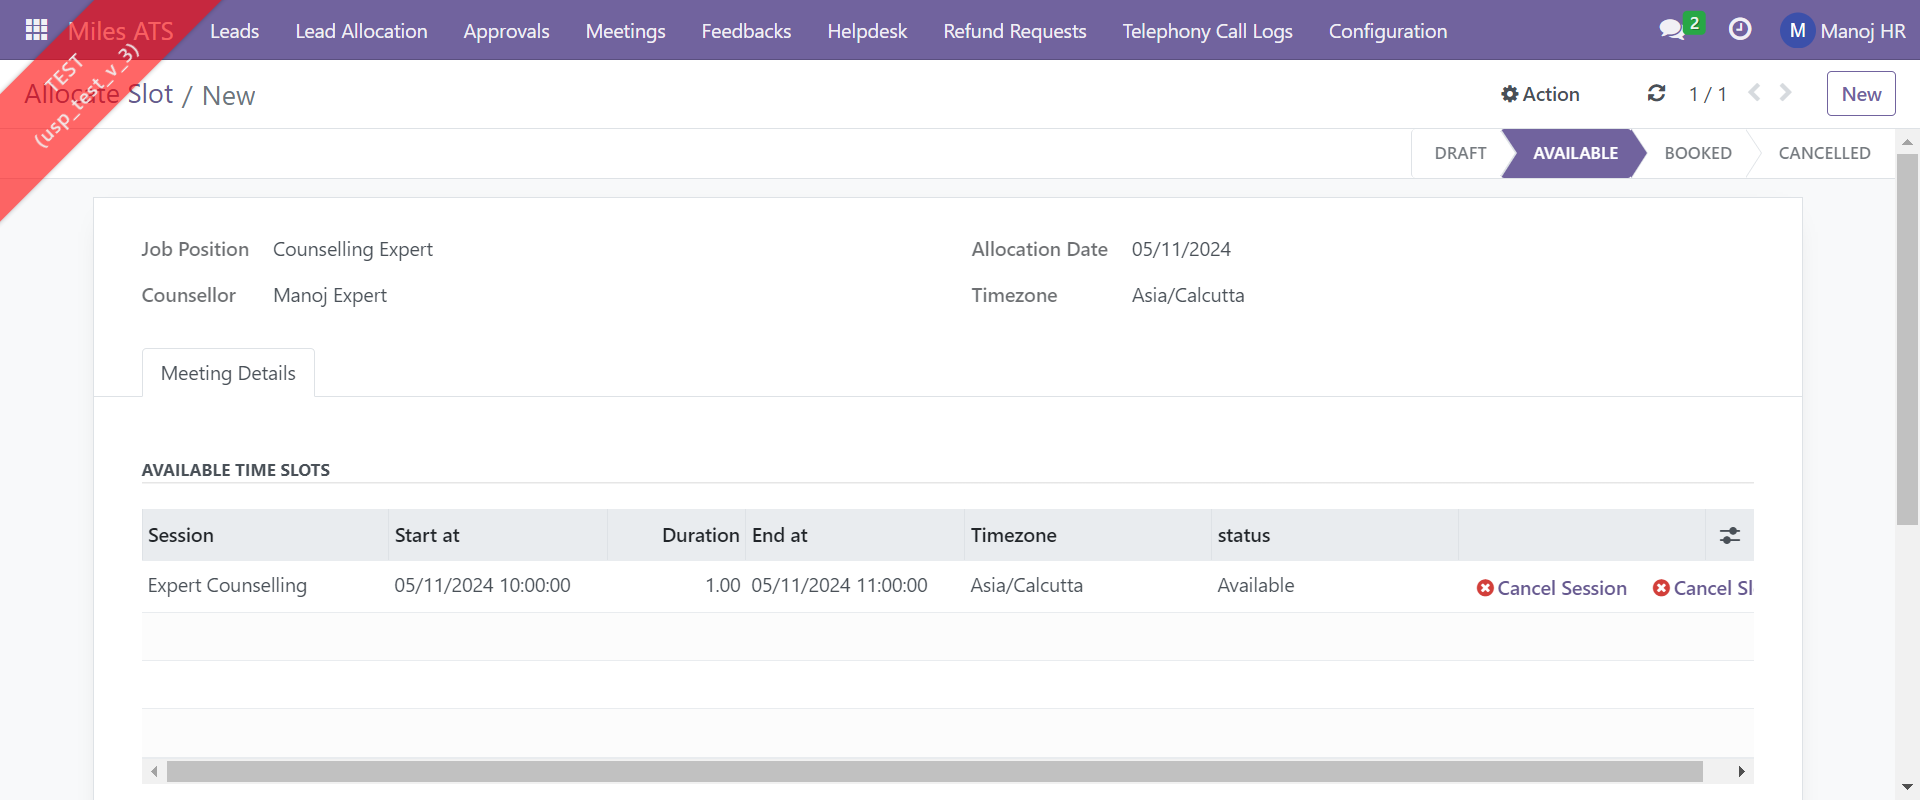 Miles ATS Leads Lead Allocation Approvals Meetings Feedbacks Helpdesk Refund Requests Telephony Call Logs Configuration 2 M Manoj HR
TEST
(usp_test_v_3)
Allocate Slot / New Action 1 / 1 New
DRAFT AVAILABLE BOOKED CANCELLED
Job Position Counselling Expert Allocation Date 05/11/2024
Counsellor Manoj Expert Timezone Asia/Calcutta
Meeting Details
AVAILABLE TIME SLOTS
Session Start at Duration End at Timezone status
Expert Counselling 05/11/2024 10:00:00 1.00 05/11/2024 11:00:00 Asia/Calcutta Available Cancel Session Cancel Sl